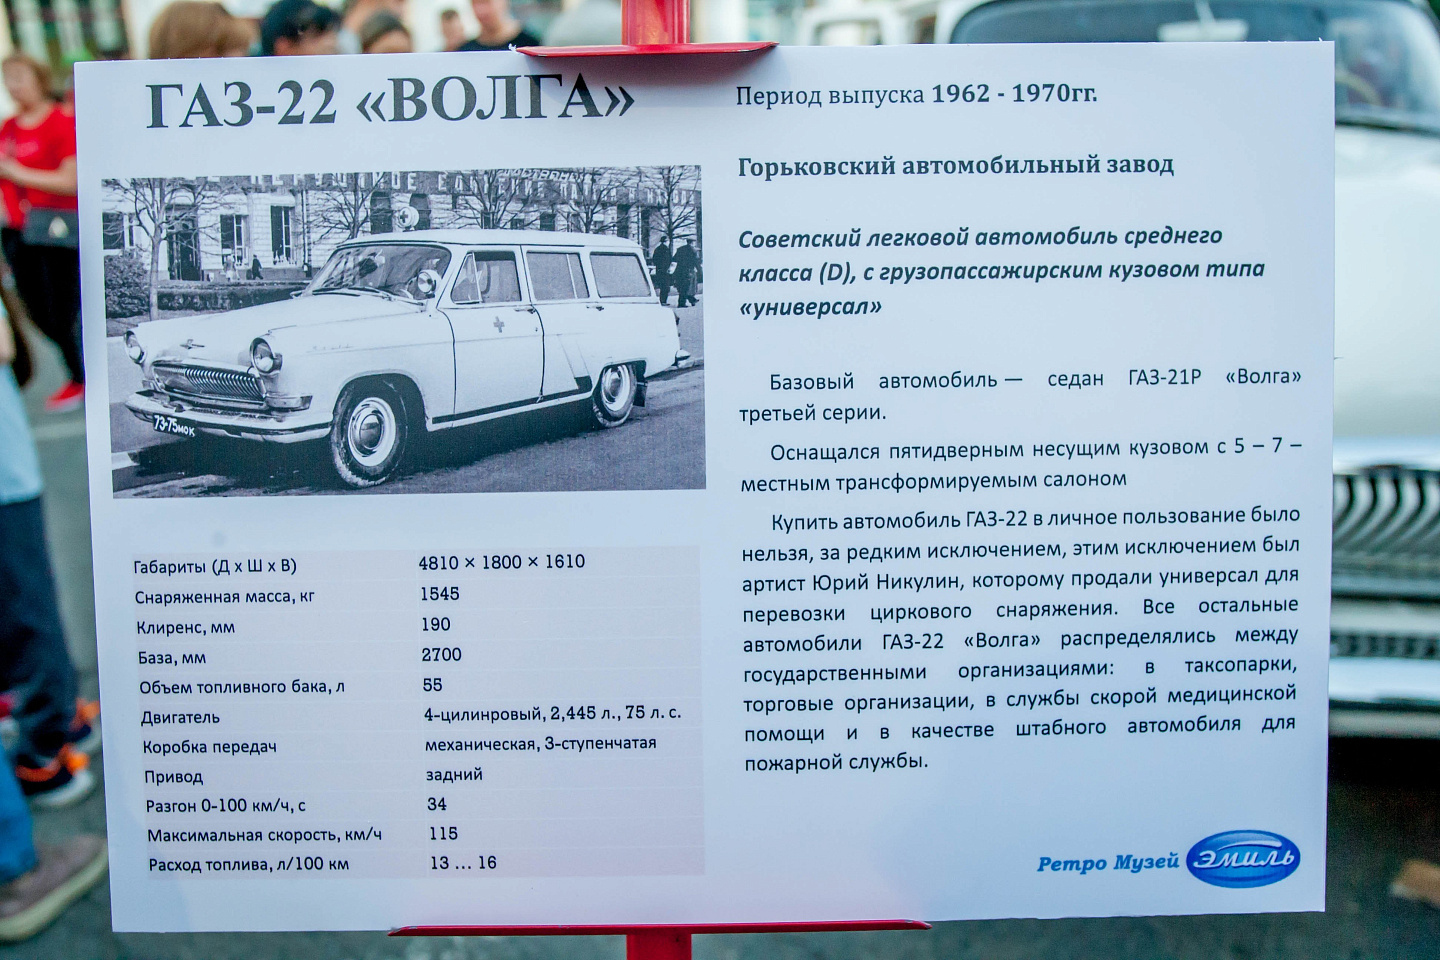 ГАЗ-22 «ВОЛГА»
73-75 МОК
Габариты (Д х Ш х В) 4810 × 1800 × 1610
Снаряженная масса, кг 1545
Клиренс, мм 190
База, мм 2700
Объем топливного бака, л 55
Двигатель 4-цилинровый, 2,445 л., 75 л. с.
Коробка передач механическая, 3-ступенчатая
Привод задний
Разгон 0-100 км/ч, с 34
Максимальная скорость, км/ч 115
Расход топлива, л/100 км 13 ... 16
Период выпуска 1962 - 1970гг.
Горьковский автомобильный завод
Советский легковой автомобиль среднего
класса (D), с грузопассажирским кузовом типа
«универсал»
Базовый автомобиль — седан ГАЗ-21Р «Волга»
третьей серии.
Оснащался пятидверным несущим кузовом с 5 – 7 –
местным трансформируемым салоном
Купить автомобиль ГАЗ-22 в личное пользование было
нельзя, за редким исключением, этим исключением был
артист Юрий Никулин, которому продали универсал для
перевозки циркового снаряжения. Все остальные
автомобили ГАЗ-22 «Волга» распределялись между
государственными организациями: в таксопарки,
торговые организации, в службы скорой медицинской
помощи и в качестве штабного автомобиля для
пожарной службы.
Ретро Музей Эмиль